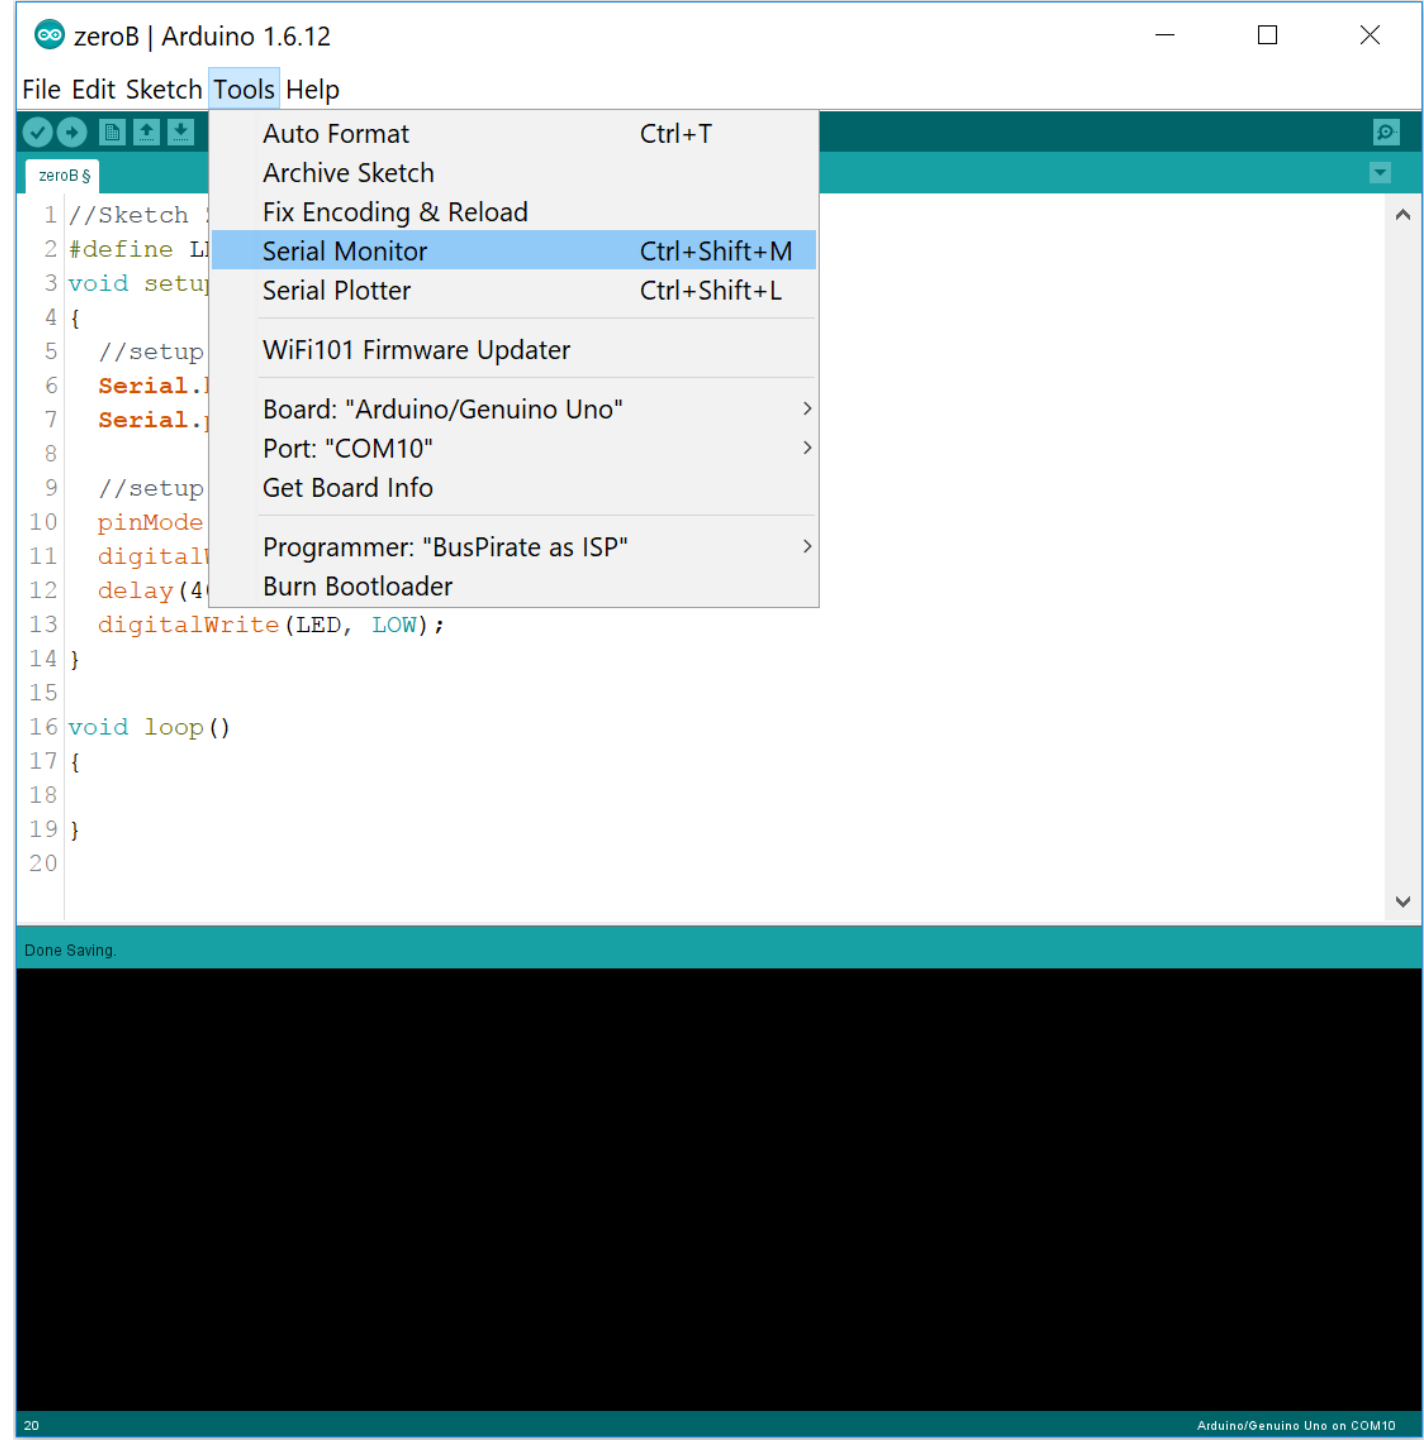 zeroB | Arduino 1.6.12
File Edit Sketch Tools Help
Auto Format Ctrl+T
Archive Sketch
Fix Encoding & Reload
Serial Monitor Ctrl+Shift+M
Serial Plotter Ctrl+Shift+L
WiFi101 Firmware Updater
Board: "Arduino/Genuino Uno"
Port: "COM10"
Get Board Info
Programmer: "BusPirate as ISP"
Burn Bootloader
zeroB §
1 //Sketch
2 #define
3 void setup
4 {
5 //setup
6 Serial.
7 Serial.
8
9 //setup
10 pinMode
11 digital
12 delay(4
13 digitalWrite(LED, LOW);
14 }
15
16 void loop()
17 {
18
19 }
20
Done Saving.
20 Arduino/Genuino Uno on COM10